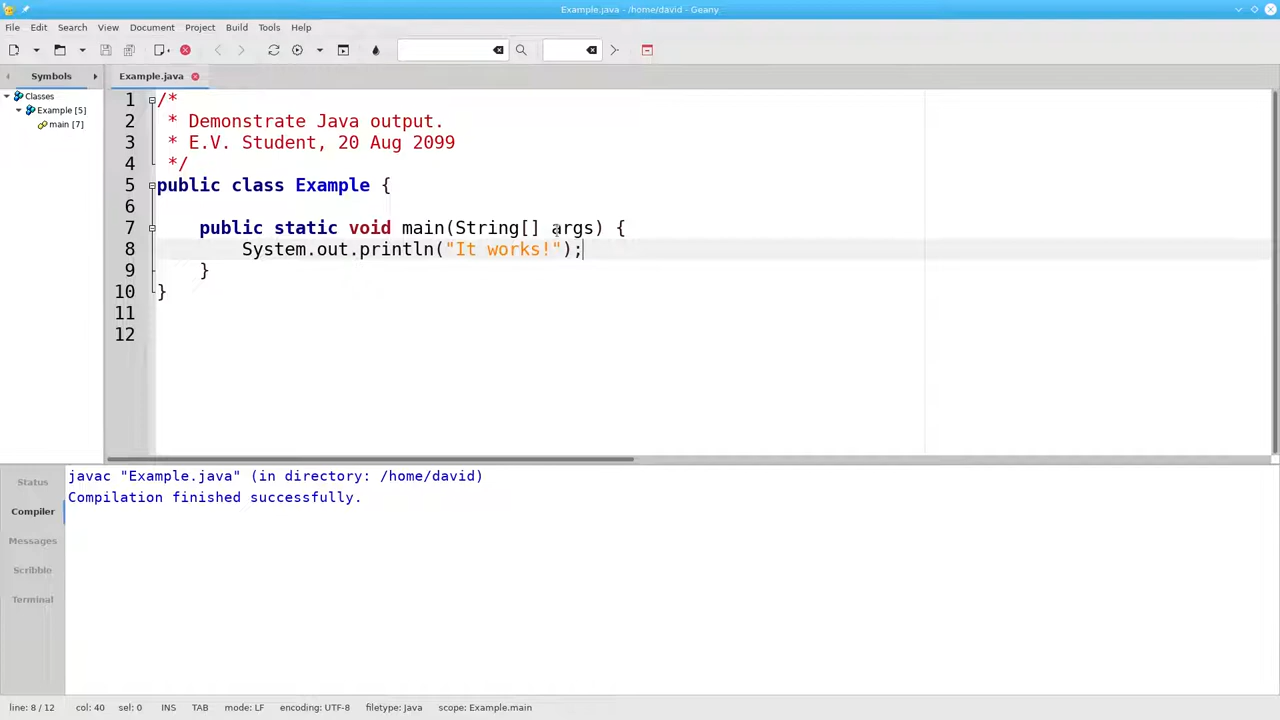 Example.java - /home/david - Geany
File Edit Search View Document Project Build Tools Help
Symbols
Example.java
Classes
Example [5]
main [7]
1 /*
2  * Demonstrate Java output.
3  * E.V. Student, 20 Aug 2099
4  */
5 public class Example {
6
7     public static void main(String[] args) {
8         System.out.println("It works!");
9     }
10 }
11
12
Status
Compiler
Messages
Scribble
Terminal
javac "Example.java" (in directory: /home/david)
Compilation finished successfully.
line: 8 / 12 col: 40 sel: 0 INS TAB mode: LF encoding: UTF-8 filetype: Java scope: Example.main